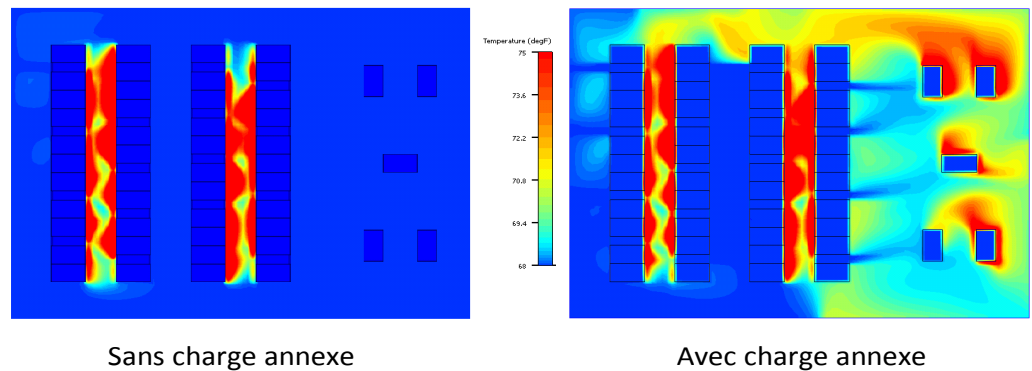 Temperature (degF)
75
73.6
72.2
70.8
69.4
68
Sans charge annexe
Avec charge annexe